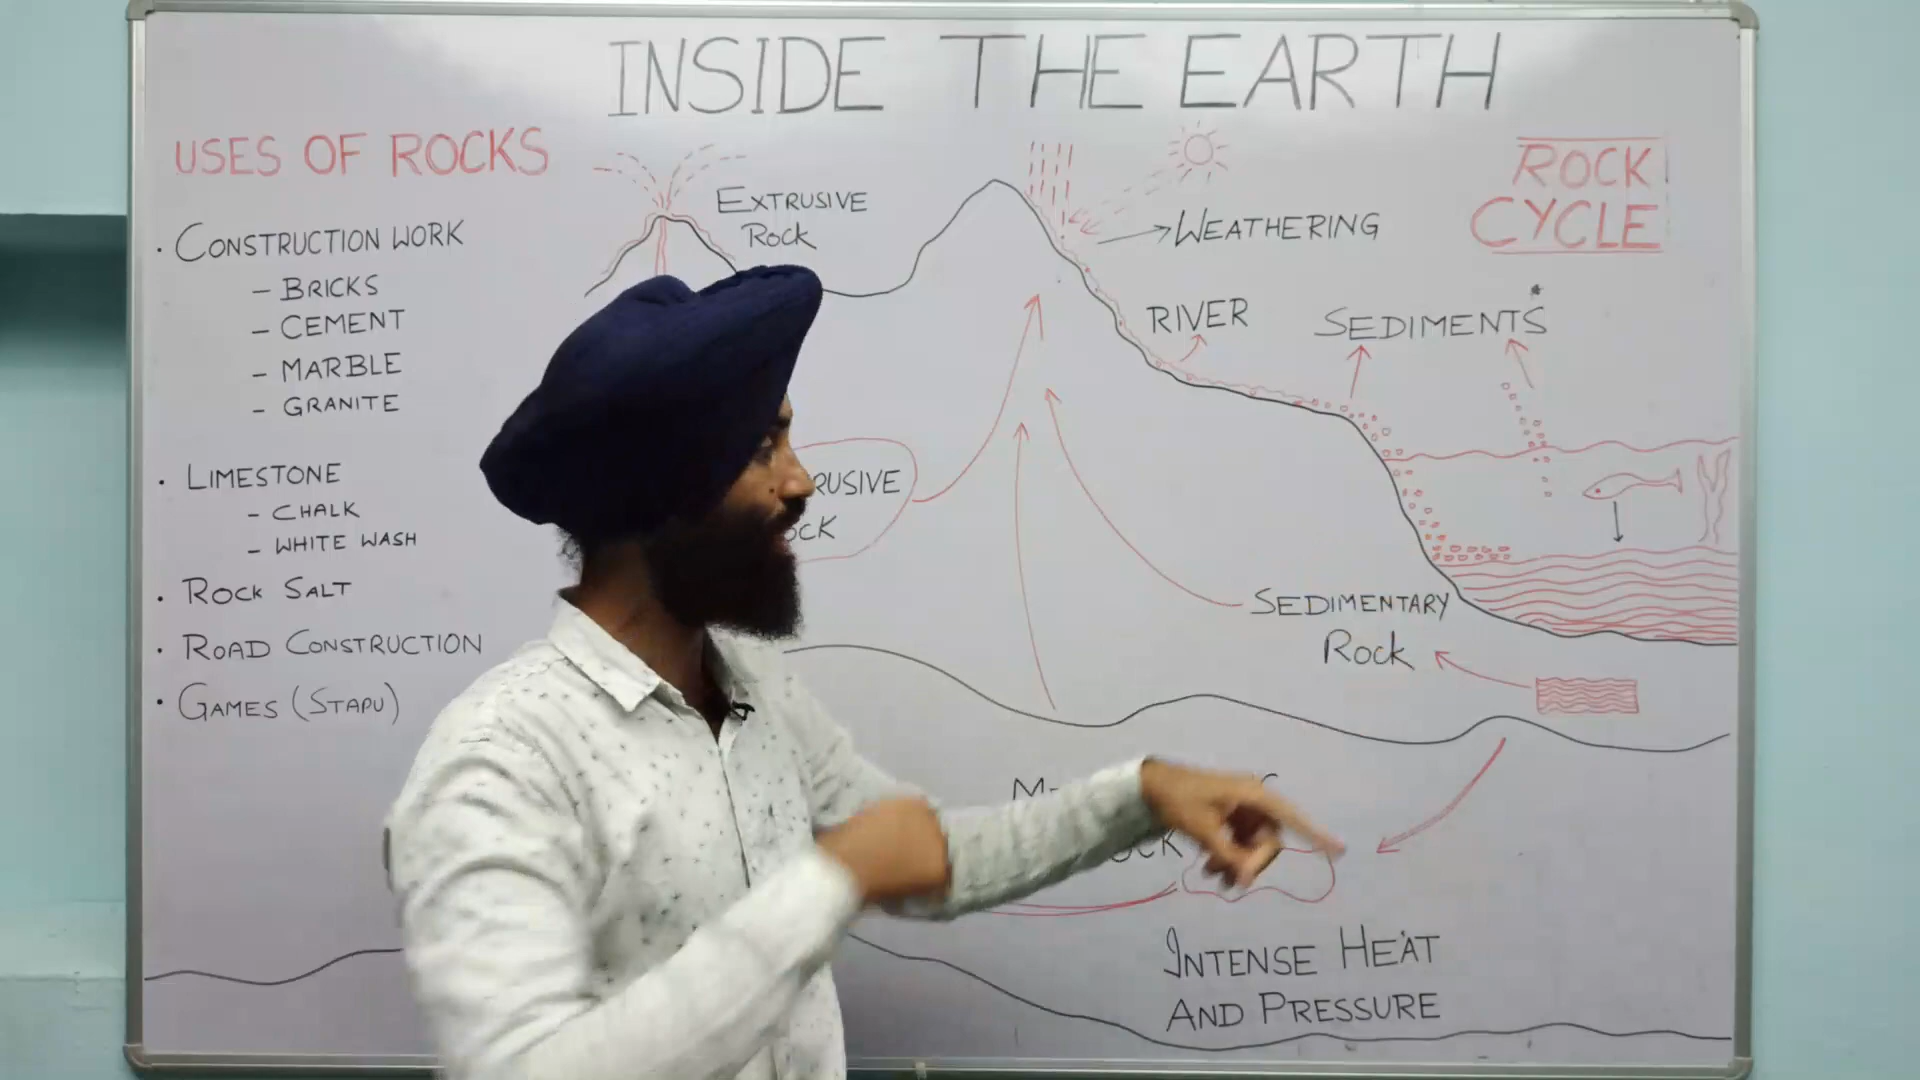 INSIDE THE EARTH
USES OF ROCKS
· CONSTRUCTION WORK
– BRICKS
– CEMENT
– MARBLE
– GRANITE
· LIMESTONE
– CHALK
– WHITE WASH
· ROCK SALT
· ROAD CONSTRUCTION
· GAMES (STAPU)
EXTRUSIVE
ROCK
WEATHERING
ROCK
CYCLE
RIVER
SEDIMENTS
SEDIMENTARY
ROCK
INTENSE HEAT
AND PRESSURE